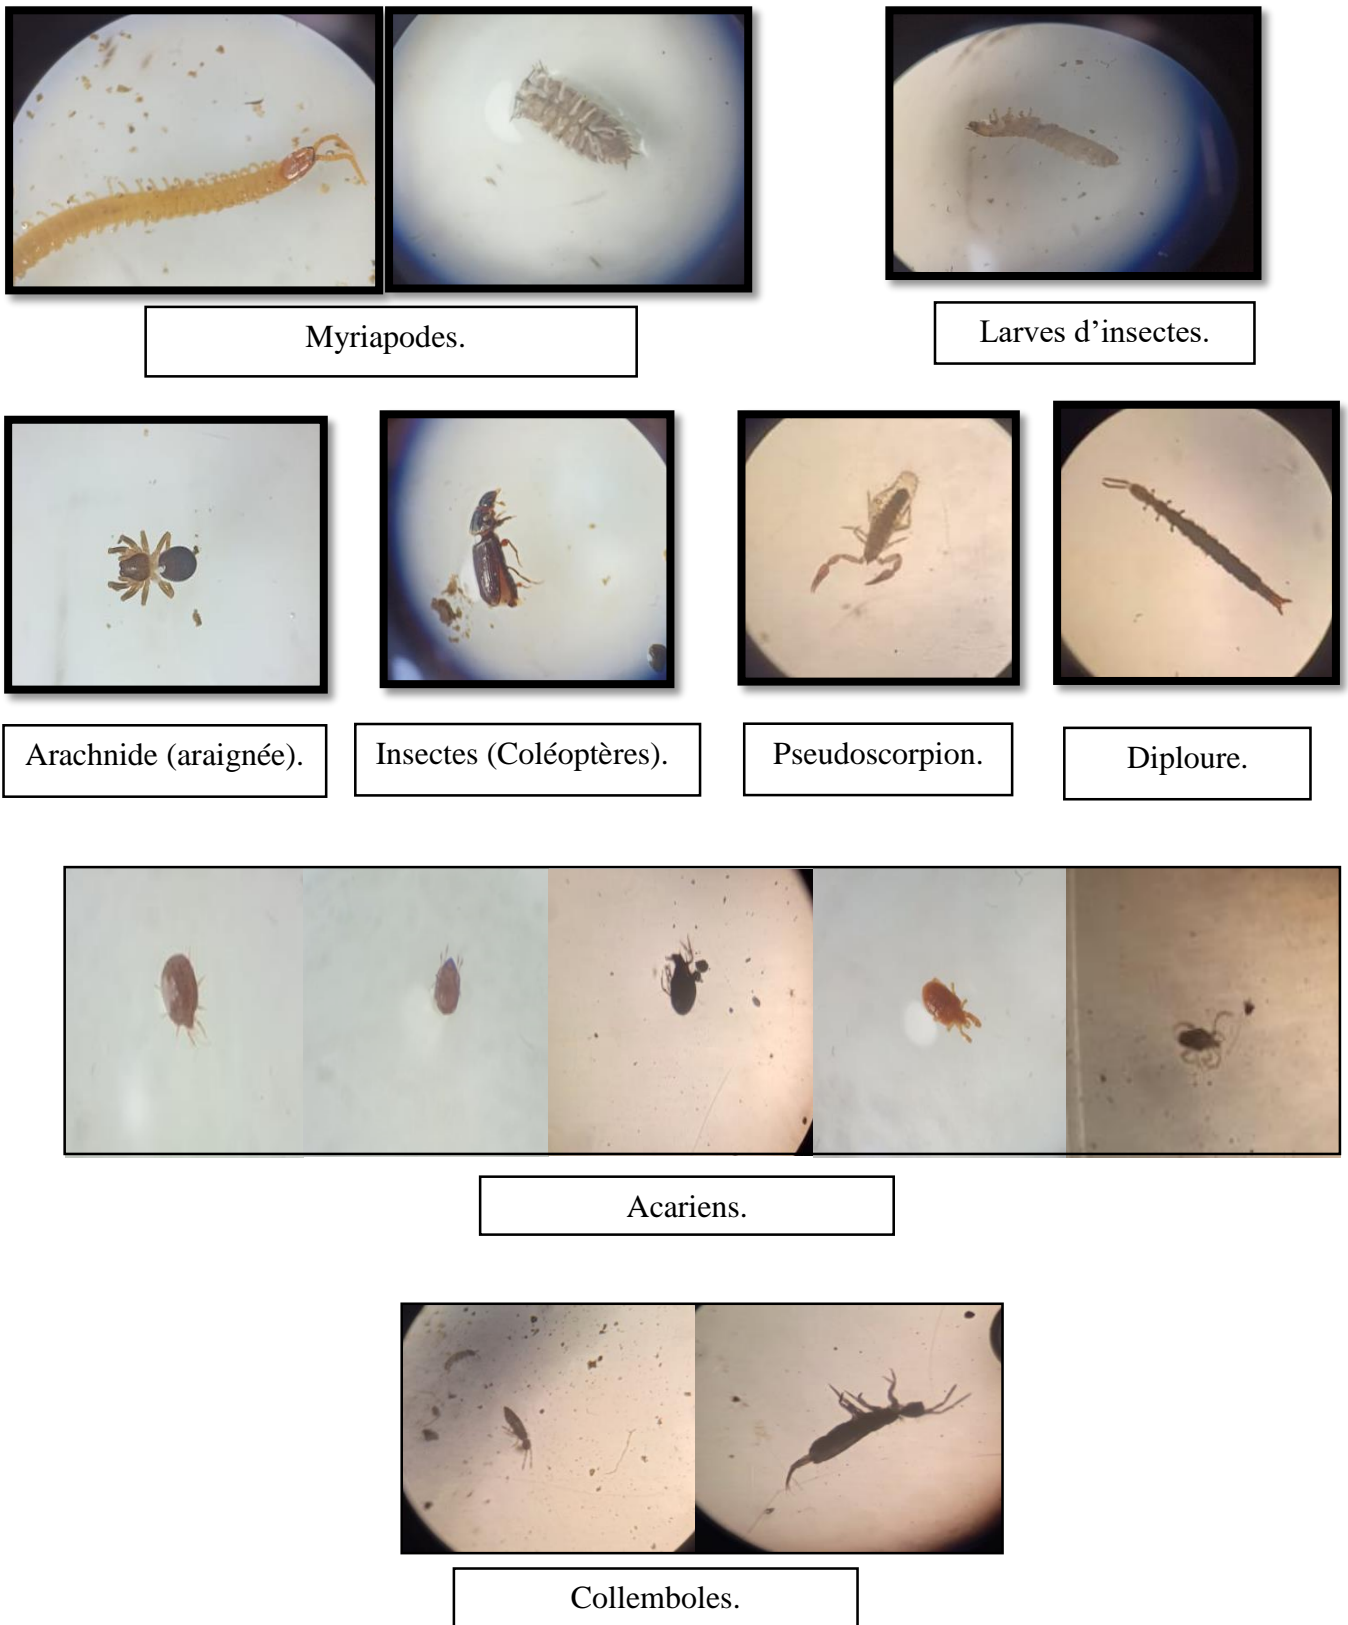 Myriapodes.
Larves d’insectes.
Arachnide (araignée).
Insectes (Coléoptères).
Pseudoscorpion.
Diploure.
Acariens.
Collemboles.